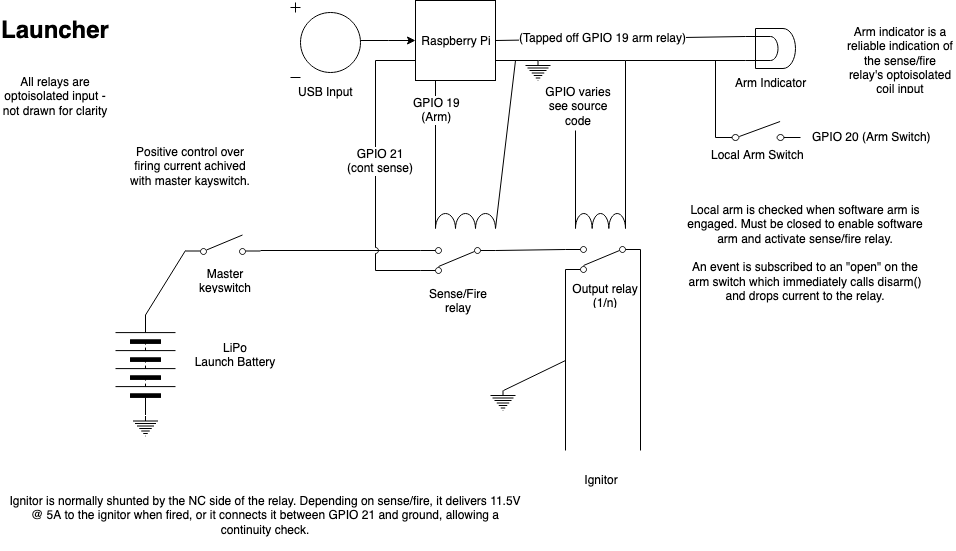 Launcher
All relays are
optoisolated input -
not drawn for clarity
+
−
USB Input
Raspberry Pi
(Tapped off GPIO 19 arm relay)
Arm Indicator
Arm indicator is a
reliable indication of
the sense/fire
relay's optoisolated
coil input
GPIO 19
(Arm)
GPIO varies
see source
code
GPIO 20 (Arm Switch)
Local Arm Switch
GPIO 21
(cont sense)
Positive control over
firing current achived
with master kayswitch.
Local arm is checked when software arm is
engaged. Must be closed to enable software
arm and activate sense/fire relay.
An event is subscribed to an "open" on the
arm switch which immediately calls disarm()
and drops current to the relay.
Master
keyswitch
Sense/Fire
relay
Output relay
(1/n)
LiPo
Launch Battery
Ignitor
Ignitor is normally shunted by the NC side of the relay. Depending on sense/fire, it delivers 11.5V
@ 5A to the ignitor when fired, or it connects it between GPIO 21 and ground, allowing a
continuity check.